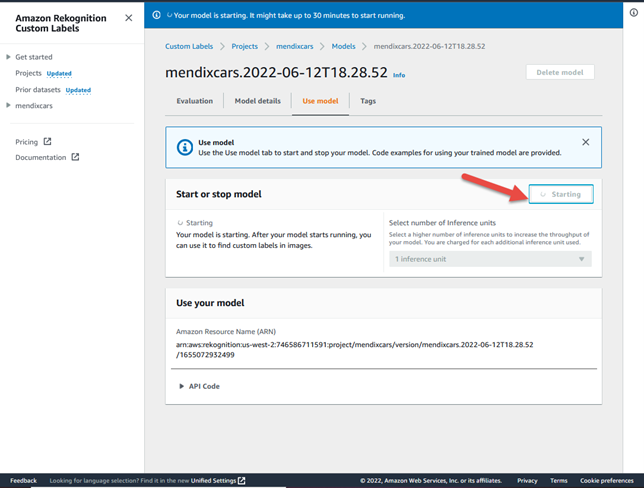 Amazon Rekognition
Custom Labels
Your model is starting. It might take up to 30 minutes to start running.
Get started
Projects Updated
Prior datasets Updated
mendixcars
Pricing
Documentation
Custom Labels > Projects > mendixcars > Models > mendixcars.2022-06-12T18.28.52
mendixcars.2022-06-12T18.28.52 Info
Delete model
Evaluation Model details Use model Tags
Use model
Use the Use model tab to start and stop your model. Code examples for using your trained model are provided.
Start or stop model
Starting
Starting
Your model is starting. After your model starts running, you
can use it to find custom labels in images.
Select number of Inference units
Select a higher number of inference units to increase the throughput of
your model. You are charged for each additional inference unit used.
1 inference unit
Use your model
Amazon Resource Name (ARN)
arn:aws:rekognition:us-west-2:746586711591:project/mendixcars/version/mendixcars.2022-06-12T18.28.52
/1655072932499
API Code
Feedback Looking for language selection? Find it in the new Unified Settings © 2022, Amazon Web Services, Inc. or its affiliates. Privacy Terms Cookie preferences